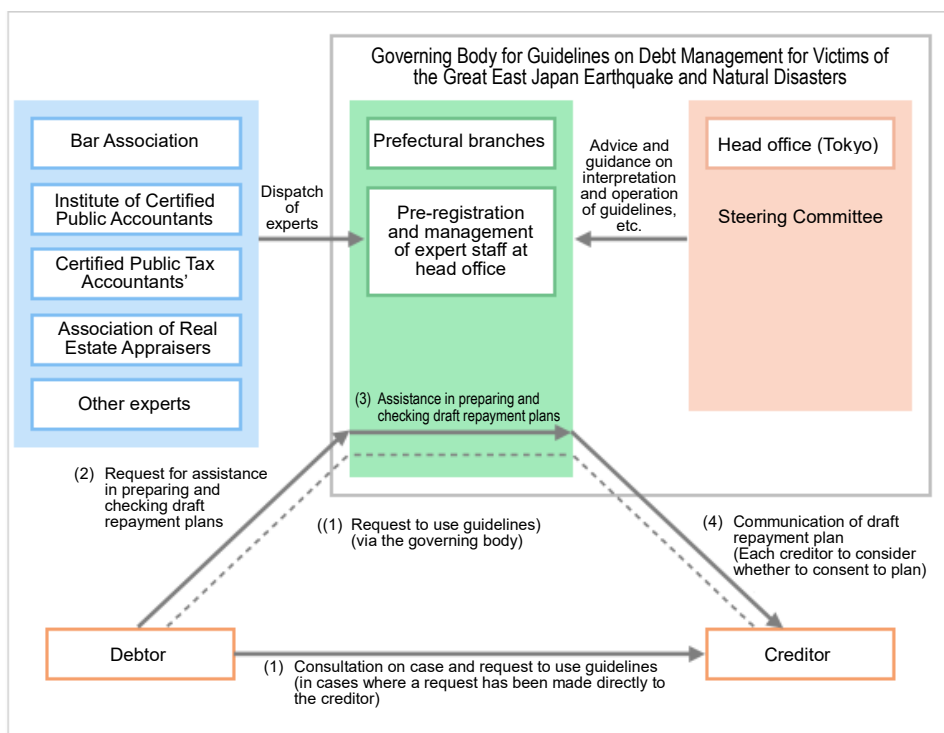 Governing Body for Guidelines on Debt Management for Victims of
the Great East Japan Earthquake and Natural Disasters
Bar Association
Institute of Certified
Public Accountants
Certified Public Tax
Accountants’
Association of Real
Estate Appraisers
Other experts
Dispatch
of
experts
Prefectural branches
Pre-registration
and management
of expert staff at
head office
Advice and
guidance on
interpretation
and operation
of guidelines,
etc.
Head office (Tokyo)
Steering Committee
(3) Assistance in preparing and
checking draft repayment plans
(2) Request for assistance
in preparing and
checking draft
repayment plans
((1) Request to use guidelines)
(via the governing body)
(4) Communication of draft
repayment plan
(Each creditor to consider
whether to consent to plan)
Debtor
Creditor
(1) Consultation on case and request to use guidelines
(in cases where a request has been made directly to
the creditor)